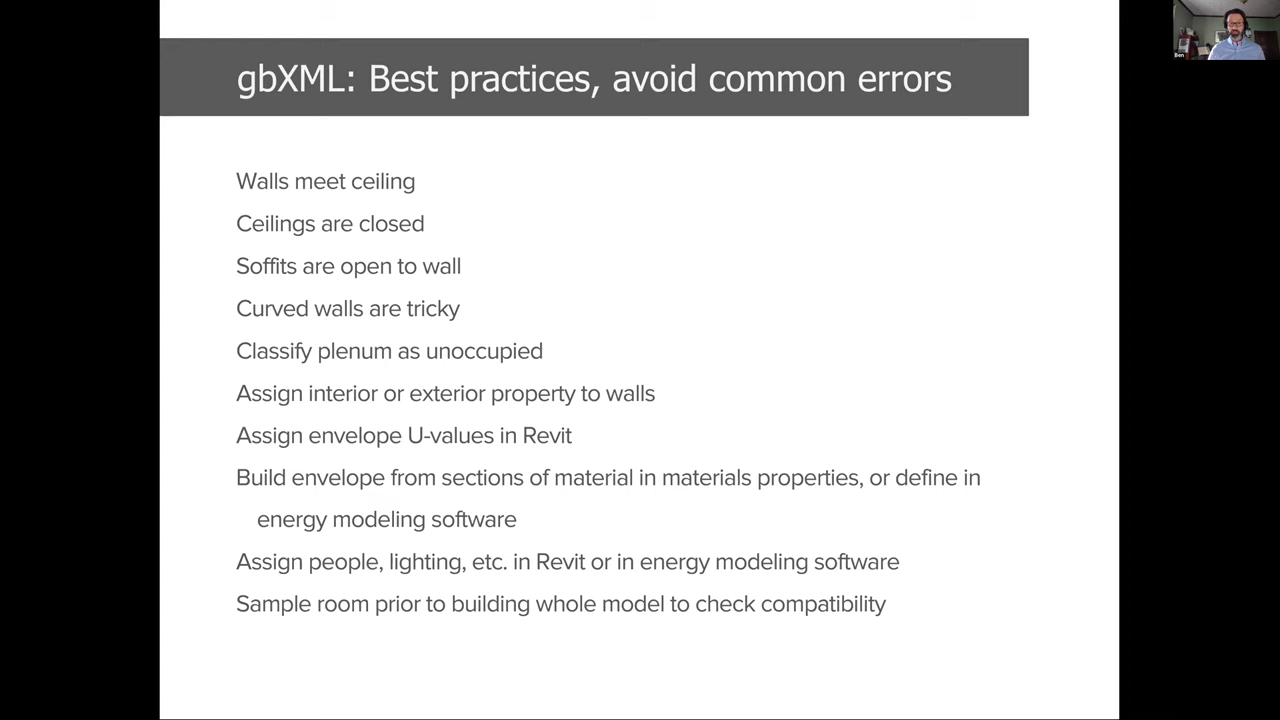 gbXML: Best practices, avoid common errors
Walls meet ceiling
Ceilings are closed
Soffits are open to wall
Curved walls are tricky
Classify plenum as unoccupied
Assign interior or exterior property to walls
Assign envelope U-values in Revit
Build envelope from sections of material in materials properties, or define in
energy modeling software
Assign people, lighting, etc. in Revit or in energy modeling software
Sample room prior to building whole model to check compatibility
Ben